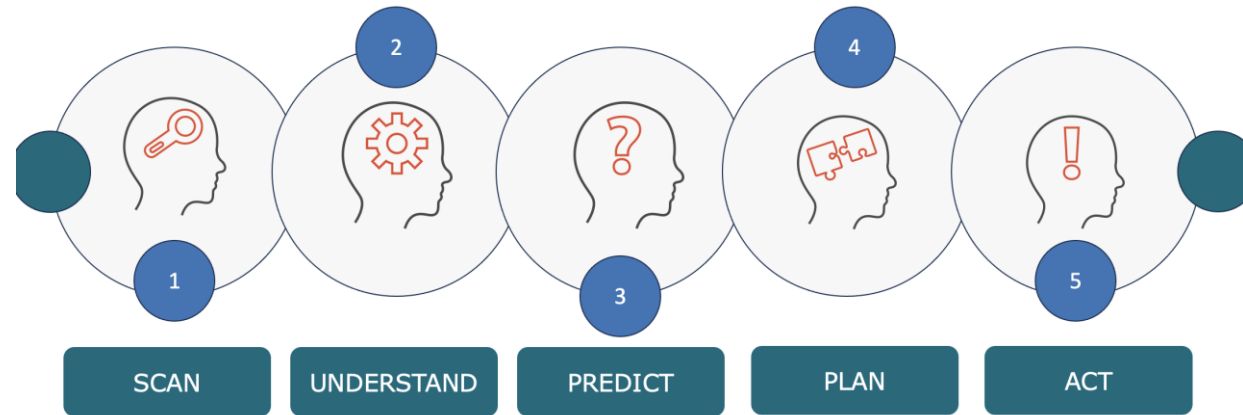 2
4
1
3
5
SCAN
UNDERSTAND
PREDICT
PLAN
ACT